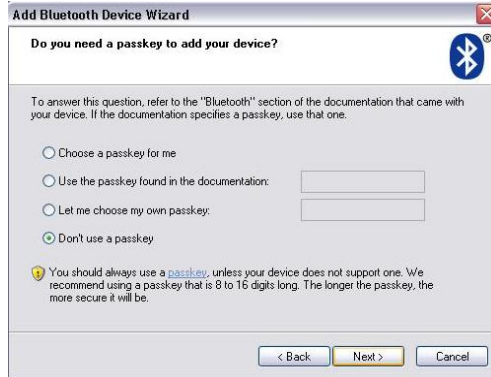 Add Bluetooth Device Wizard
Do you need a passkey to add your device?
®
To answer this question, refer to the "Bluetooth" section of the documentation that came with
your device. If the documentation specifies a passkey, use that one.
Choose a passkey for me
Use the passkey found in the documentation:
Let me choose my own passkey:
Don't use a passkey
You should always use a passkey, unless your device does not support one. We
recommend using a passkey that is 8 to 16 digits long. The longer the passkey, the
more secure it will be.
< Back Next > Cancel